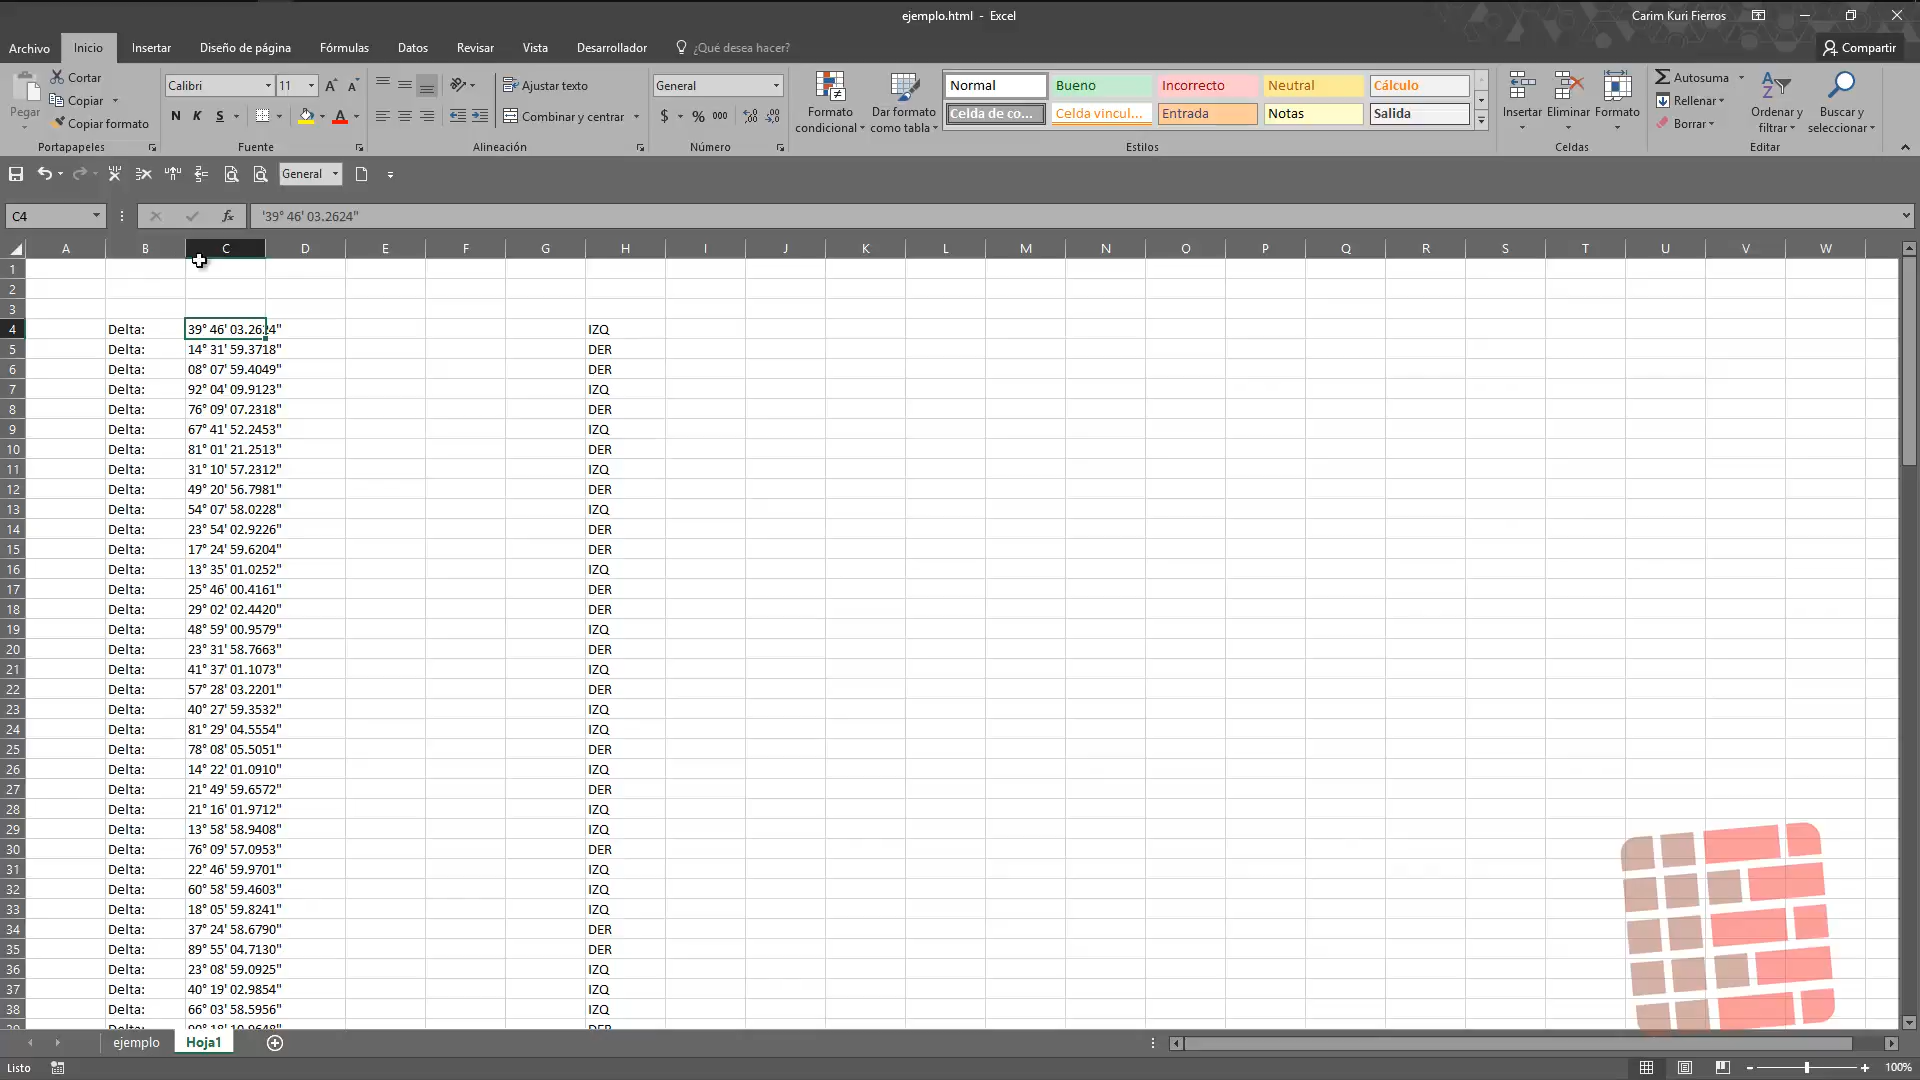 ejemplo.html - Excel
Carim Kuri Fierros
Archivo Inicio Insertar Diseño de página Fórmulas Datos Revisar Vista Desarrollador ¿Qué desea hacer? Compartir
Pegar
Cortar
Copiar
Copiar formato
Portapapeles
Calibri 11
N K S
Fuente
Ajustar texto
Combinar y centrar
Alineación
General
$ % 000
Número
Formato condicional
Dar formato como tabla
Normal Bueno Incorrecto Neutral Cálculo
Celda de co... Celda vincul... Entrada Notas Salida
Estilos
Insertar Eliminar Formato
Celdas
Autosuma
Rellenar
Borrar
Ordenary filtrar
Buscar y seleccionar
Editar
General
C4 fx '39° 46' 03.2624"
A B C D E F G H I J K L M N O P Q R S T U V W
1
2
3
4 Delta: 39° 46' 03.2624" IZQ
5 Delta: 14° 31' 59.3718" DER
6 Delta: 08° 07' 59.4049" DER
7 Delta: 92° 04' 09.9123" IZQ
8 Delta: 76° 09' 07.2318" DER
9 Delta: 67° 41' 52.2453" IZQ
10 Delta: 81° 01' 21.2513" DER
11 Delta: 31° 10' 57.2312" IZQ
12 Delta: 49° 20' 56.7981" DER
13 Delta: 54° 07' 58.0228" IZQ
14 Delta: 23° 54' 02.9226" DER
15 Delta: 17° 24' 59.6204" DER
16 Delta: 13° 35' 01.0252" IZQ
17 Delta: 25° 46' 00.4161" DER
18 Delta: 29° 02' 02.4420" DER
19 Delta: 48° 59' 00.9579" IZQ
20 Delta: 23° 31' 58.7663" DER
21 Delta: 41° 37' 01.1073" IZQ
22 Delta: 57° 28' 03.2201" DER
23 Delta: 40° 27' 59.3532" IZQ
24 Delta: 81° 29' 04.5554" IZQ
25 Delta: 78° 08' 05.5051" DER
26 Delta: 14° 22' 01.0910" IZQ
27 Delta: 21° 49' 59.6572" DER
28 Delta: 21° 16' 01.9712" IZQ
29 Delta: 13° 58' 58.9408" IZQ
30 Delta: 76° 09' 57.0953" DER
31 Delta: 22° 46' 59.9701" IZQ
32 Delta: 60° 58' 59.4603" IZQ
33 Delta: 18° 05' 59.8241" IZQ
34 Delta: 37° 24' 58.6790" DER
35 Delta: 89° 55' 04.7130" DER
36 Delta: 23° 08' 59.0925" IZQ
37 Delta: 40° 19' 02.9854" IZQ
38 Delta: 66° 03' 58.5956" IZQ
ejemplo Hoja1
Listo
100%